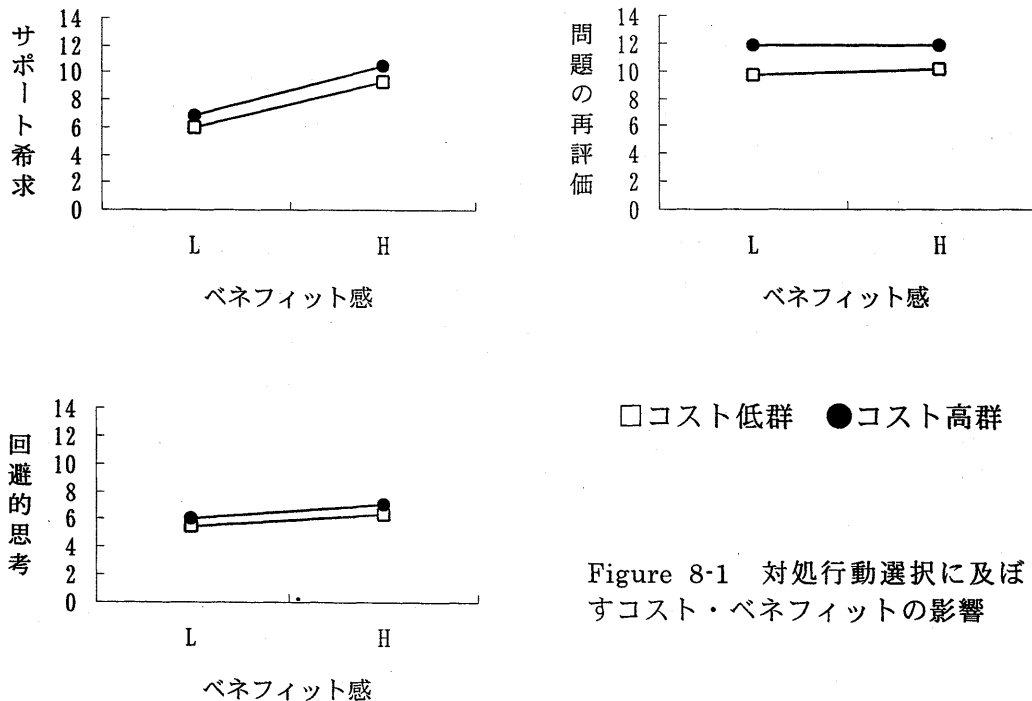 サポート希求
14
12
10
8
6
4
2
0
L H
ベネフィット感
問題の再評価
14
12
10
8
6
4
2
0
L H
ベネフィット感
回避的思考
14
12
10
8
6
4
2
0
L H
ベネフィット感
□コスト低群 ●コスト高群
Figure 8-1 対処行動選択に及ぼ
すコスト・ベネフィットの影響